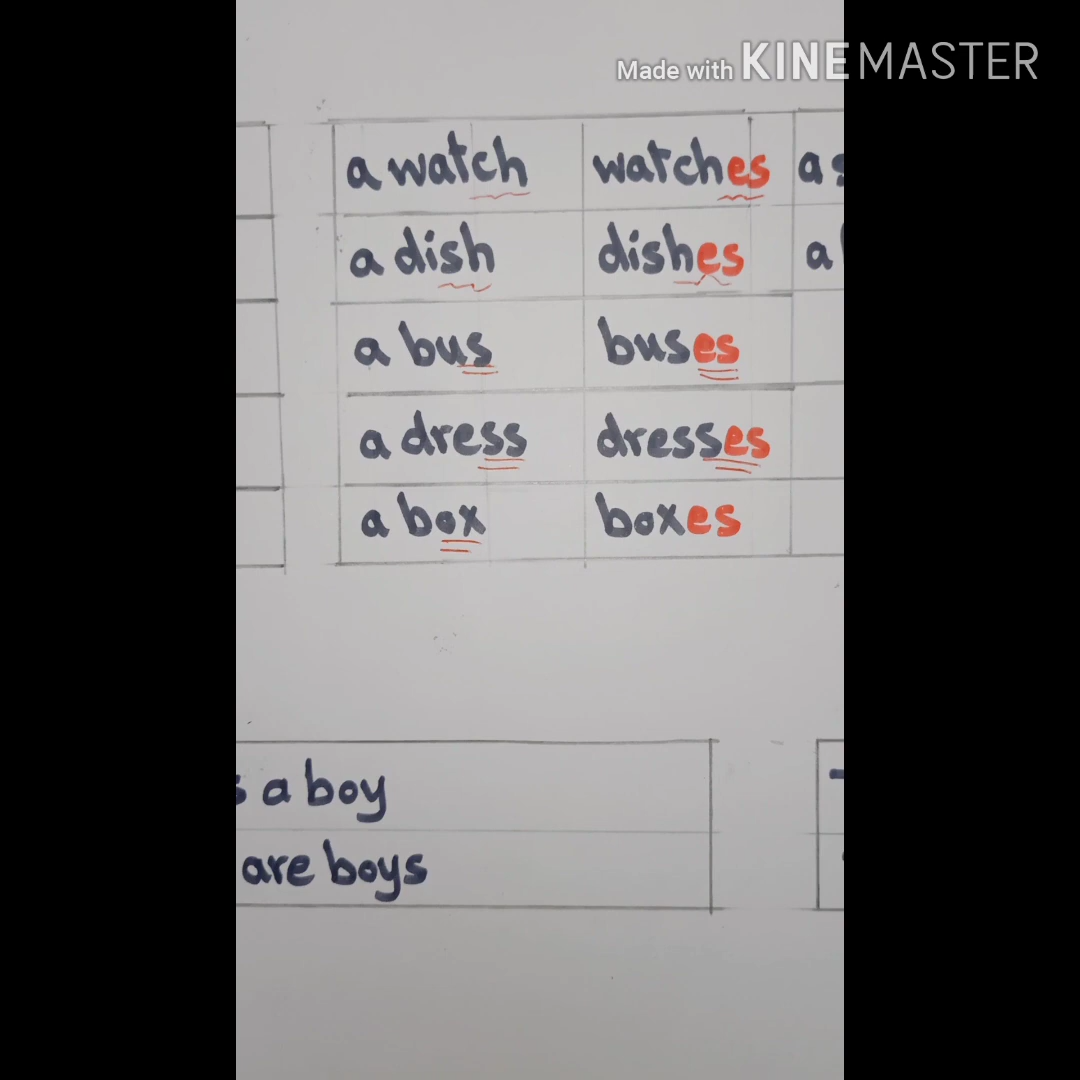 Made with KINEMASTER
a watch watches a
a dish dishes a
a bus buses
a dress dresses
a box boxes
a boy
are boys